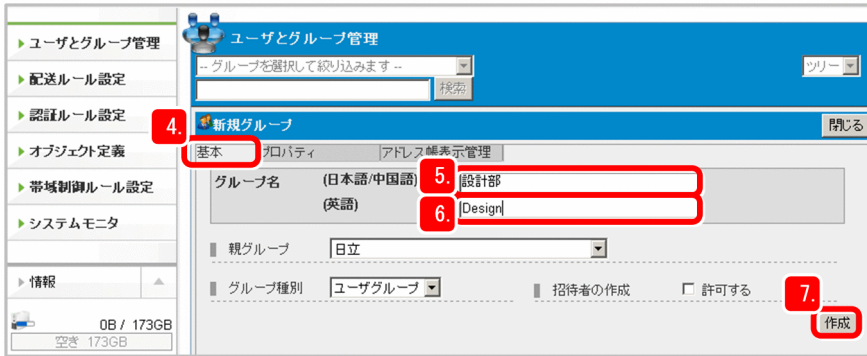 ユーザとグループ管理
配送ルール設定
認証ルール設定
オブジェクト定義
帯域制御ルール設定
システムモニタ
情報
0B / 173GB
空き 173GB
ユーザとグループ管理
-- グループを選択して絞り込みます --
ツリー
検索
4.
新規グループ
閉じる
基本 プロパティ アドレス帳表示管理
グループ名 (日本語/中国語) 5. 設計部
(英語) 6. Design
親グループ 日立
グループ種別 ユーザグループ 招待者の作成 許可する
7.
作成